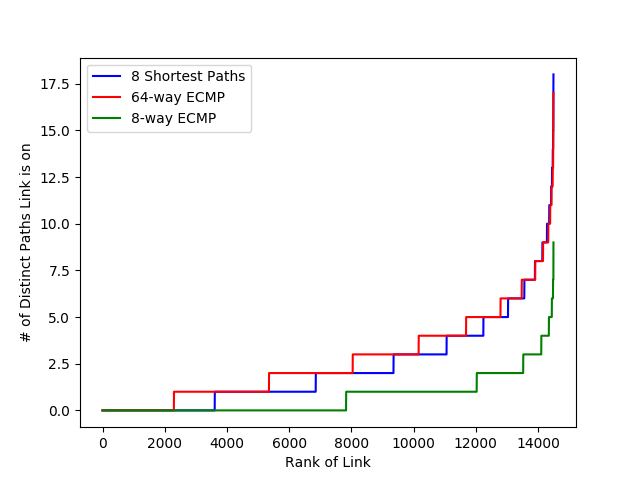 8 Shortest Paths
64-way ECMP
8-way ECMP
# of Distinct Paths Link is on
17.5
15.0
12.5
10.0
7.5
5.0
2.5
0.0
0 2000 4000 6000 8000 10000 12000 14000
Rank of Link